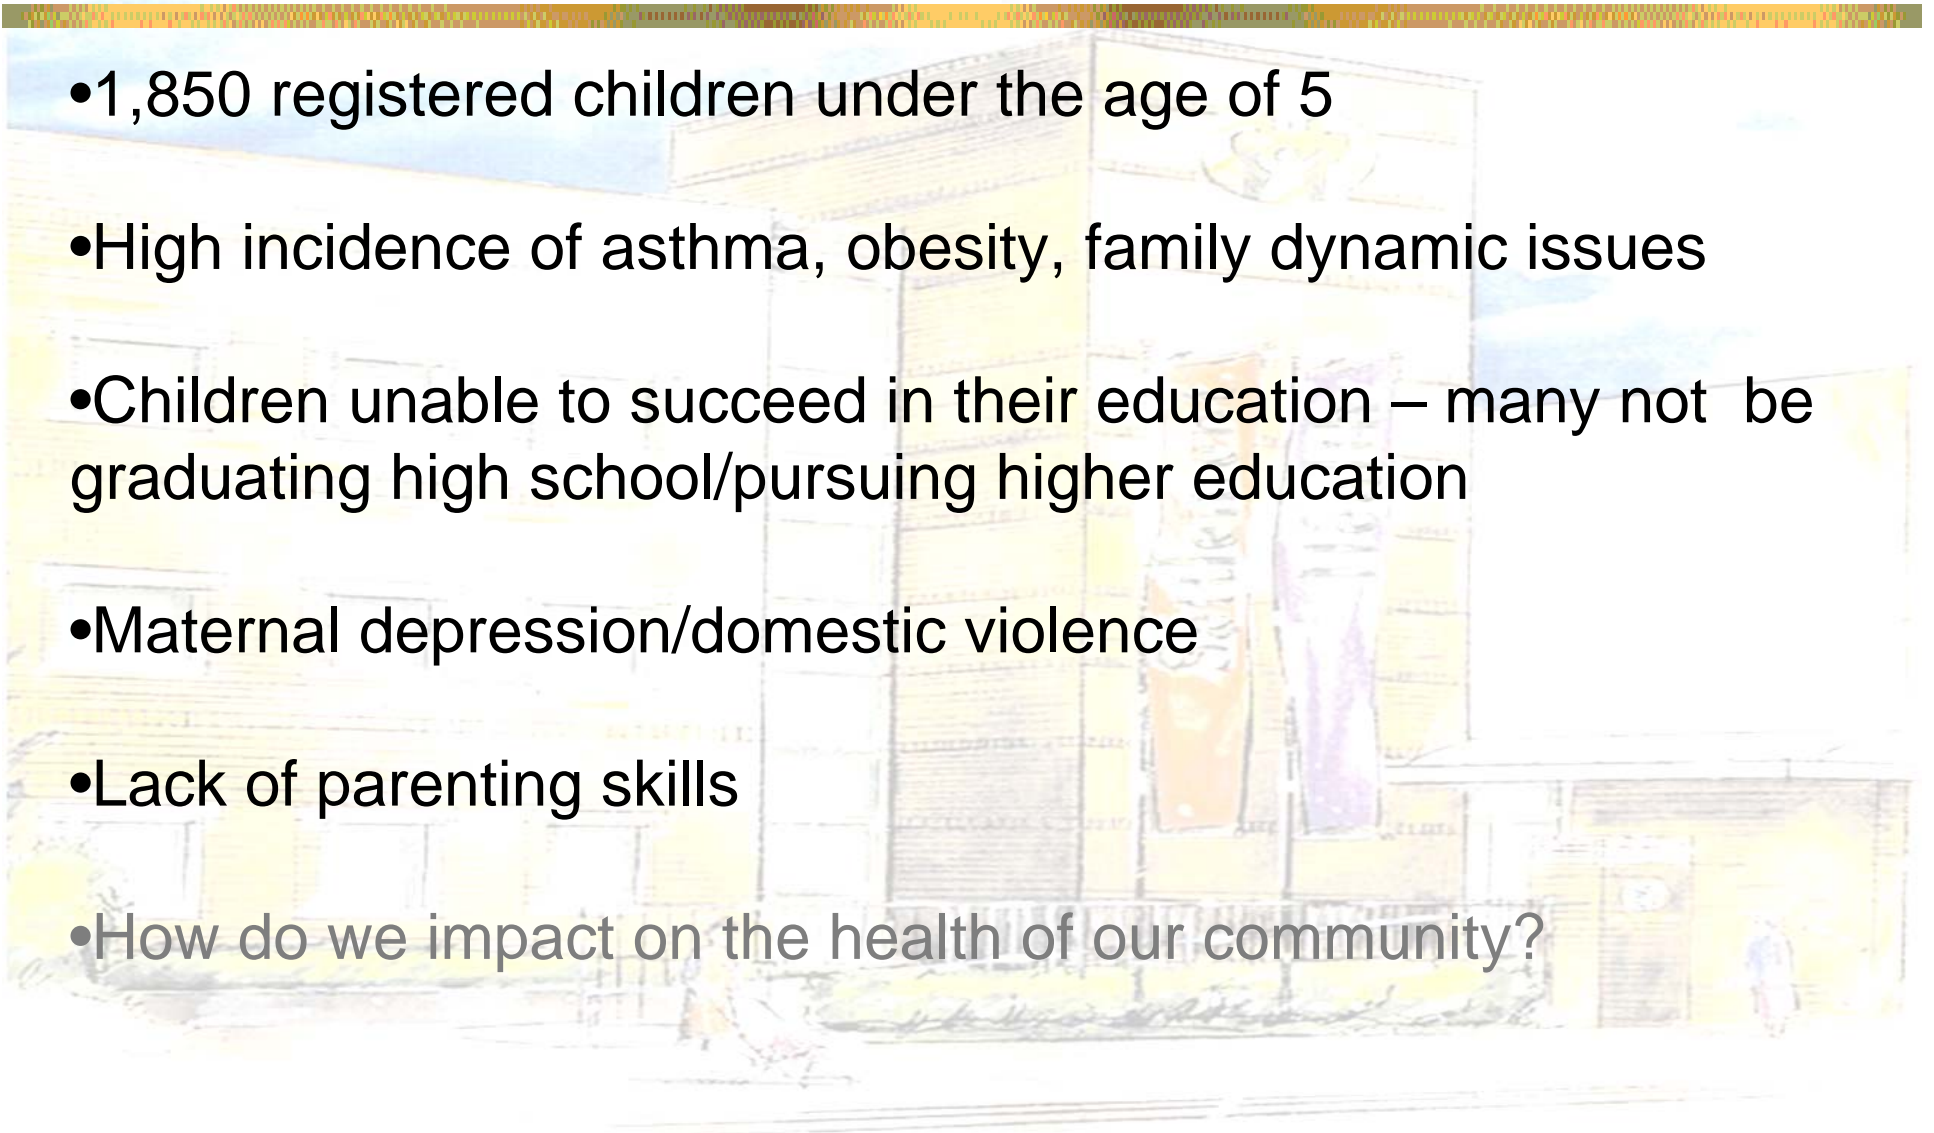 •1,850 registered children under the age of 5
•High incidence of asthma, obesity, family dynamic issues
•Children unable to succeed in their education – many not  be
graduating high school/pursuing higher education
•Maternal depression/domestic violence
•Lack of parenting skills
•How do we impact on the health of our community?